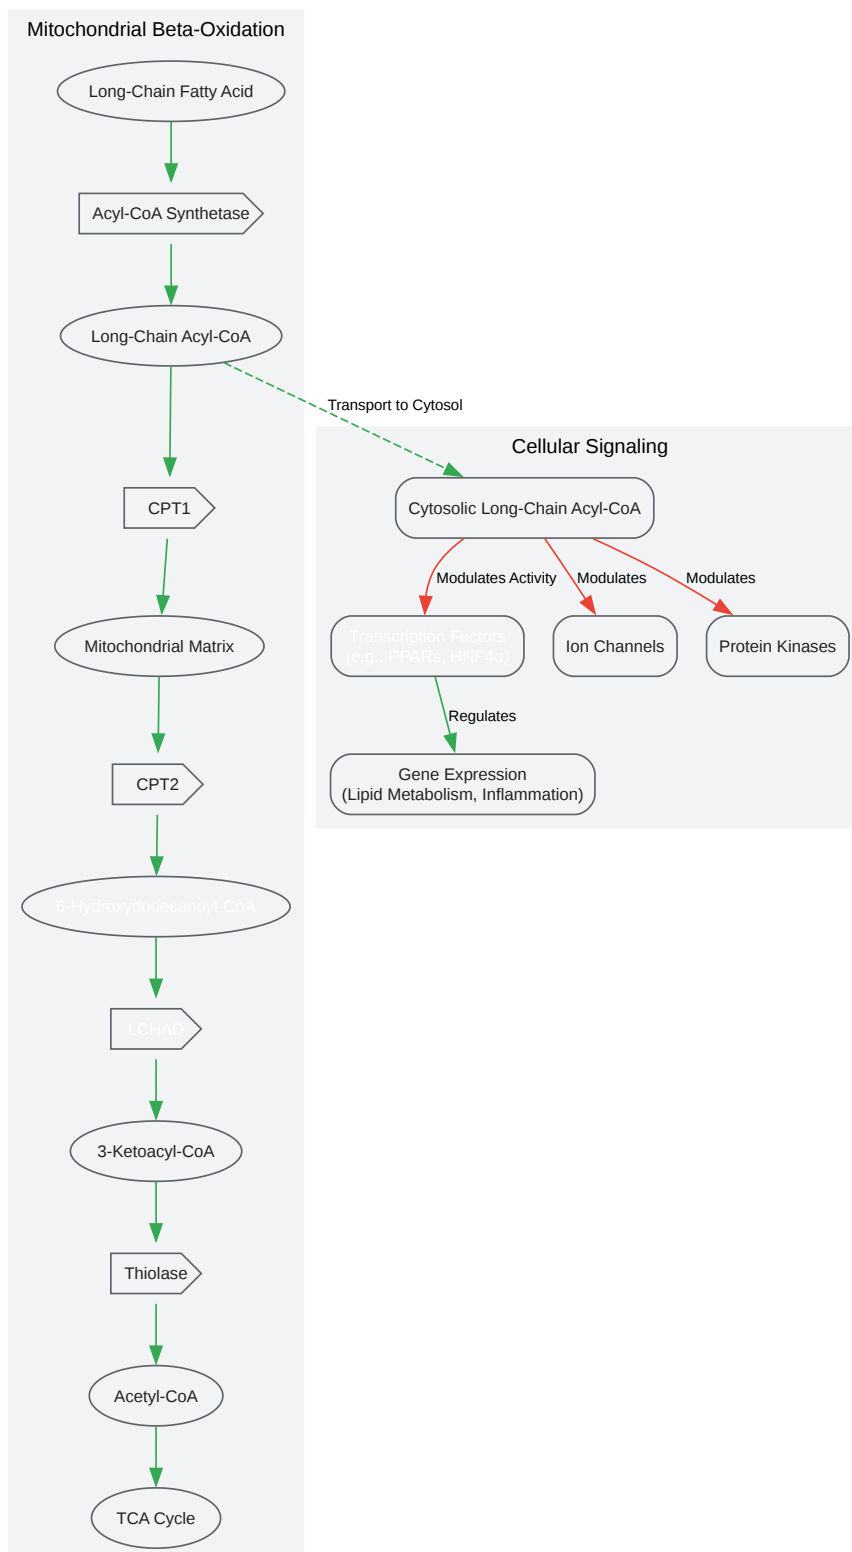 Mitochondrial Beta-Oxidation
Long-Chain Fatty Acid
Acyl-CoA Synthetase
Long-Chain Acyl-CoA
Transport to Cytosol
CPT1
Mitochondrial Matrix
CPT2
6-Hydroxydodecanoyl-CoA
LCHAD
3-Ketoacyl-CoA
Thiolase
Acetyl-CoA
TCA Cycle
Cellular Signaling
Cytosolic Long-Chain Acyl-CoA
Modulates Activity
Modulates
Modulates
Transcription Factors
(e.g., PPARs, HNF4α)
Ion Channels
Protein Kinases
Regulates
Gene Expression
(Lipid Metabolism, Inflammation)